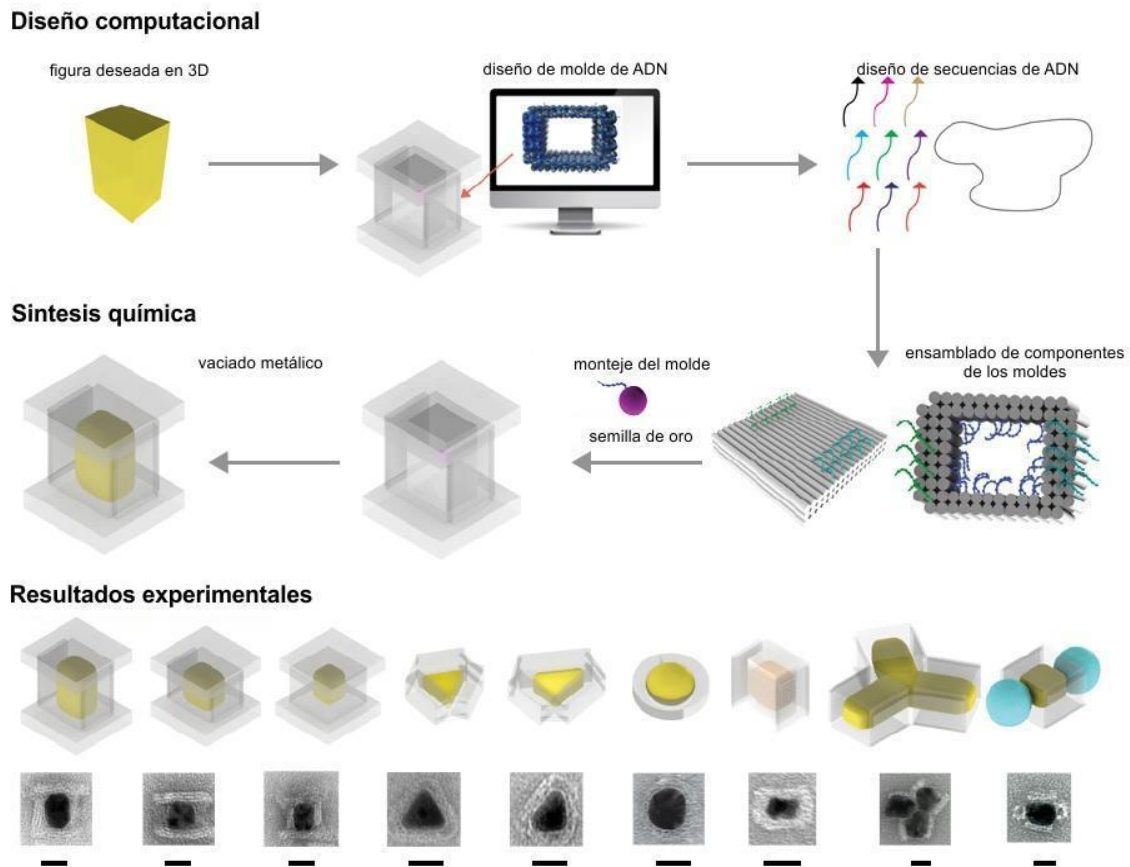 Diseño computacional
figura deseada en 3D
diseño de molde de ADN
diseño de secuencias de ADN
Sintesis química
vaciado metálico
monteje del molde
semilla de oro
ensamblado de componentes
de los moldes
Resultados experimentales